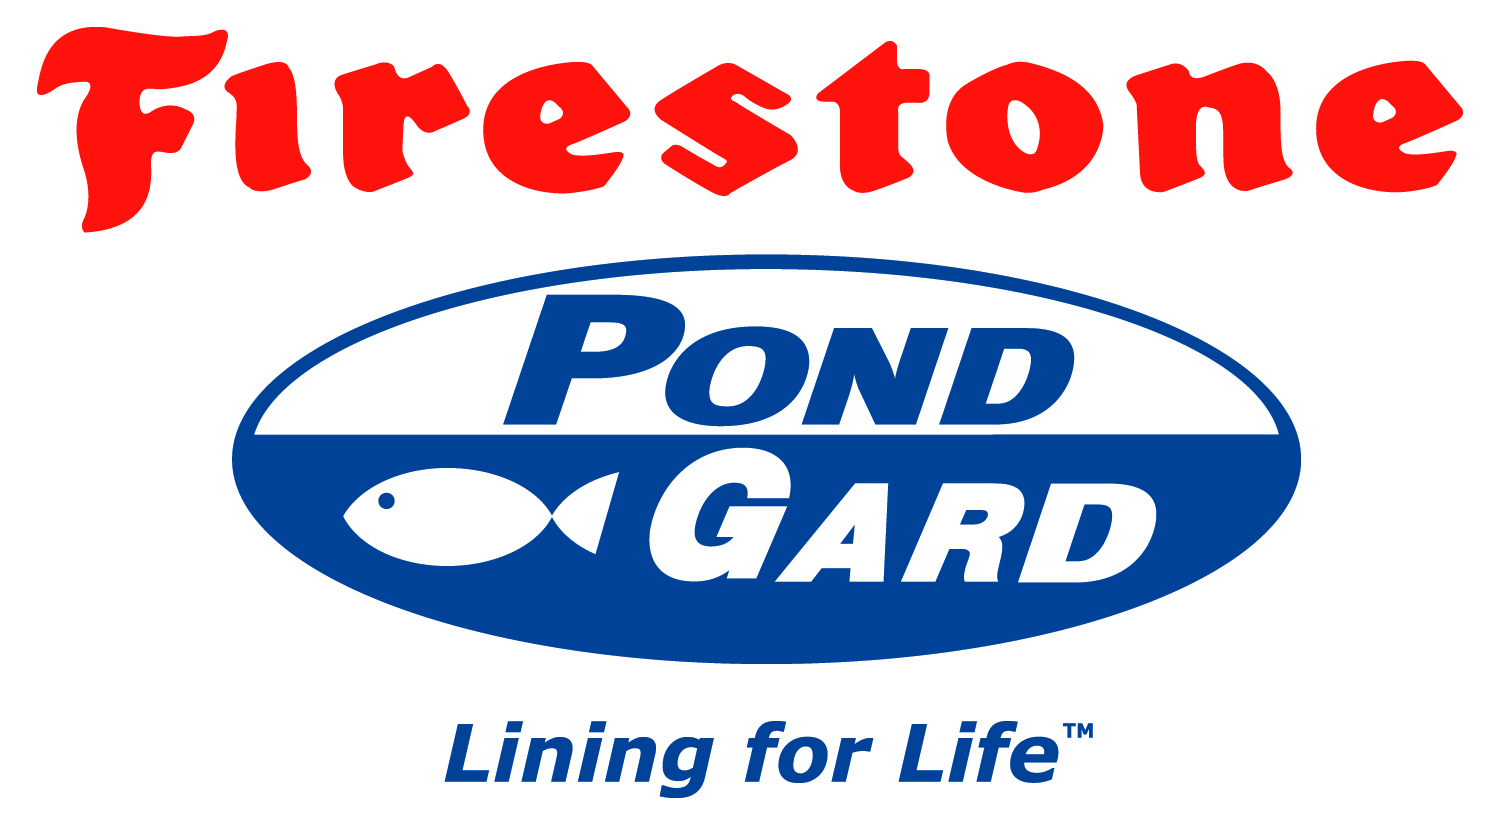 Firestone
POND
GARD
Lining for Life™